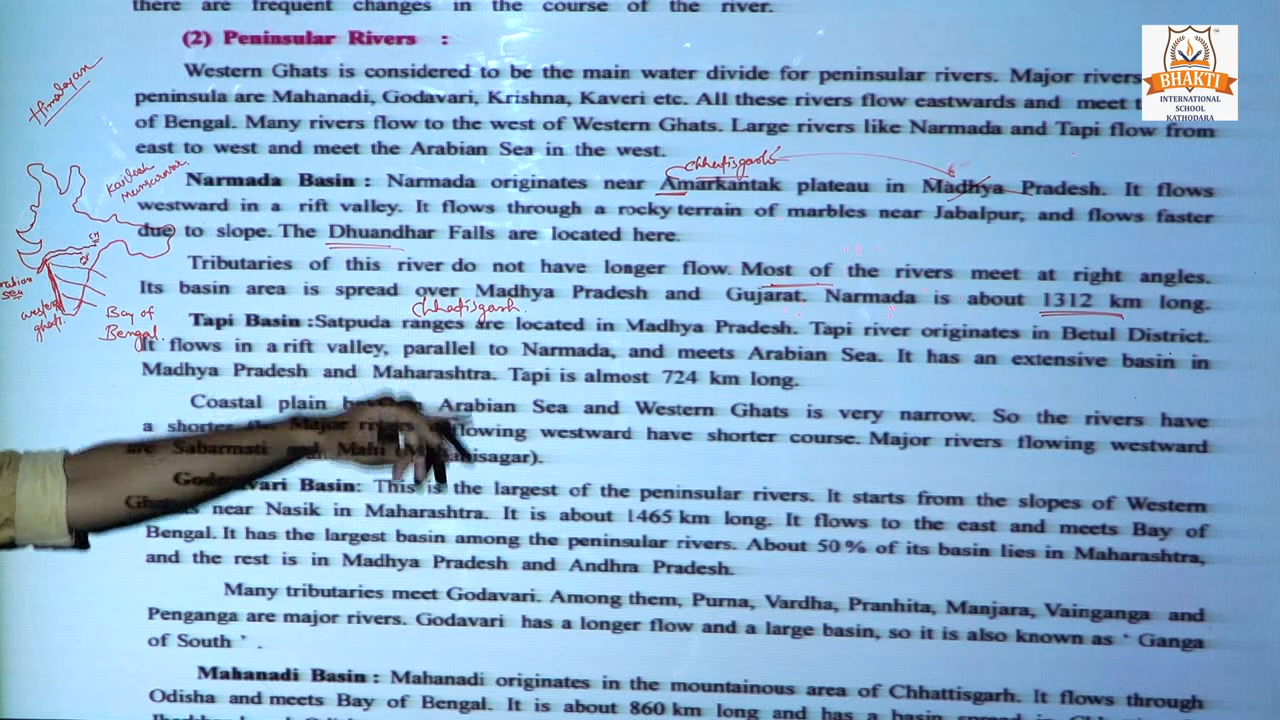 there are frequent changes in the course of the river.
(2) Peninsular Rivers :
Western Ghats is considered to be the main water divide for peninsular rivers. Major rivers
peninsula are Mahanadi, Godavari, Krishna, Kaveri etc. All these rivers flow eastwards and meet
of Bengal. Many rivers flow to the west of Western Ghats. Large rivers like Narmada and Tapi flow from
east to west and meet the Arabian Sea in the west.
Chhatisgarh
Narmada Basin : Narmada originates near Amarkantak plateau in Madhya Pradesh. It flows
westward in a rift valley. It flows through a rocky terrain of marbles near Jabalpur, and flows faster
due to slope. The Dhuandhar Falls are located here.
Tributaries of this river do not have longer flow. Most of the rivers meet at right angles.
Its basin area is spread over Madhya Pradesh and Gujarat. Narmada is about 1312 km long.
Chhatisgarh.
Tapi Basin :Satpuda ranges are located in Madhya Pradesh. Tapi river originates in Betul District.
It flows in a rift valley, parallel to Narmada, and meets Arabian Sea. It has an extensive basin in
Madhya Pradesh and Maharashtra. Tapi is almost 724 km long.
Coastal plain Arabian Sea and Western Ghats is very narrow. So the rivers have
a shorter Major rivers flowing westward have shorter course. Major rivers flowing westward
are Sabarmati and Mahi
Godavari Basin: This is the largest of the peninsular rivers. It starts from the slopes of Western
Ghats near Nasik in Maharashtra. It is about 1465 km long. It flows to the east and meets Bay of
Bengal. It has the largest basin among the peninsular rivers. About 50 % of its basin lies in Maharashtra,
and the rest is in Madhya Pradesh and Andhra Pradesh.
Many tributaries meet Godavari. Among them, Purna, Vardha, Pranhita, Manjara, Vainganga and
Penganga are major rivers. Godavari has a longer flow and a large basin, so it is also known as ‘ Ganga
of South ’ .
Mahanadi Basin : Mahanadi originates in the mountainous area of Chhattisgarh. It flows through
Odisha and meets Bay of Bengal. It is about 860 km long and has a basin spread in
Himalayan
Kailash
Mansarovar
western
ghats.
Bay of
Bengal.
BHAKTI
INTERNATIONAL
SCHOOL
KATHODARA